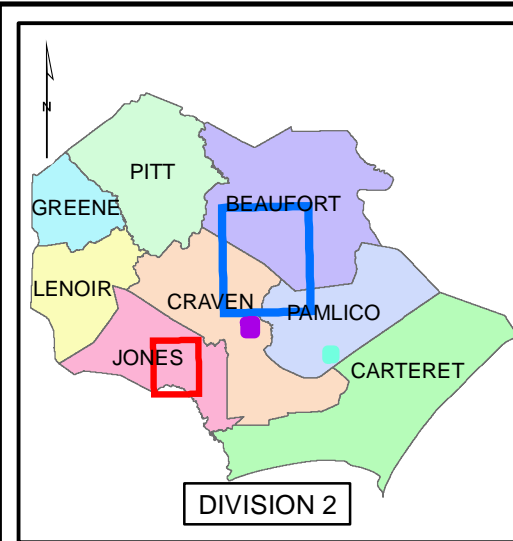 N
PITT
GREENE
BEAUFORT
LENOIR
CRAVEN
PAMLICO
JONES
CARTERET
DIVISION 2